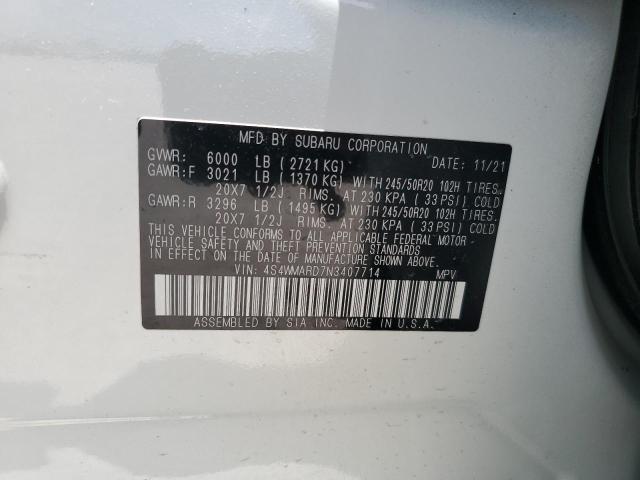 MFD BY SUBARU CORPORATION
GVWR: 6000 LB (2721 KG) DATE: 11/21
GAWR:F 3021 LB (1370 KG) WITH 245/50R20 102H TIRES.
20X7 1/2J RIMS. AT 230 KPA (33 PSI) COLD
GAWR:R 3296 LB (1495 KG) WITH 245/50R20 102H TIRES.
20X7 1/2J RIMS. AT 230 KPA (33 PSI) COLD
THIS VEHICLE CONFORMS TO ALL APPLICABLE FEDERAL MOTOR
VEHICLE SAFETY AND THEFT PREVENTION STANDARDS
IN EFFECT ON DATE OF MANUFACTURE SHOWN ABOVE.
VIN: 4S4WMARD7N3407714 MPV
ASSEMBLED BY SIA INC. MADE IN U.S.A.